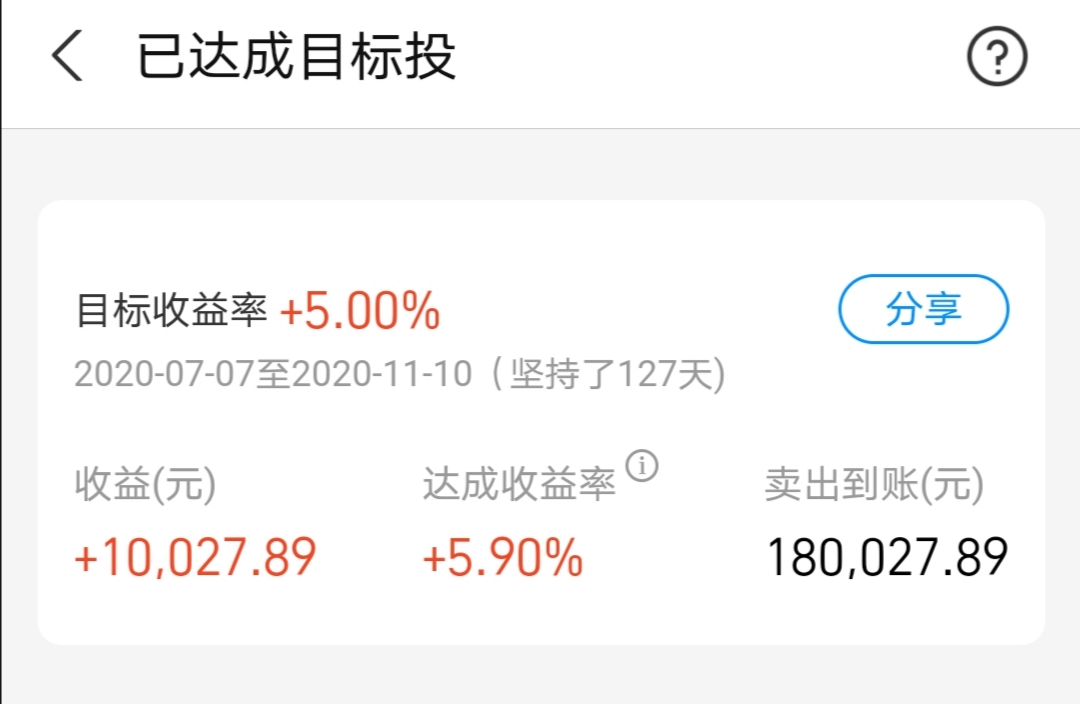 已达成目标投
目标收益率 +5.00%
分享
2020-07-07至2020-11-10（坚持了127天)
收益(元) 达成收益率 卖出到账(元)
+10,027.89 +5.90% 180,027.89